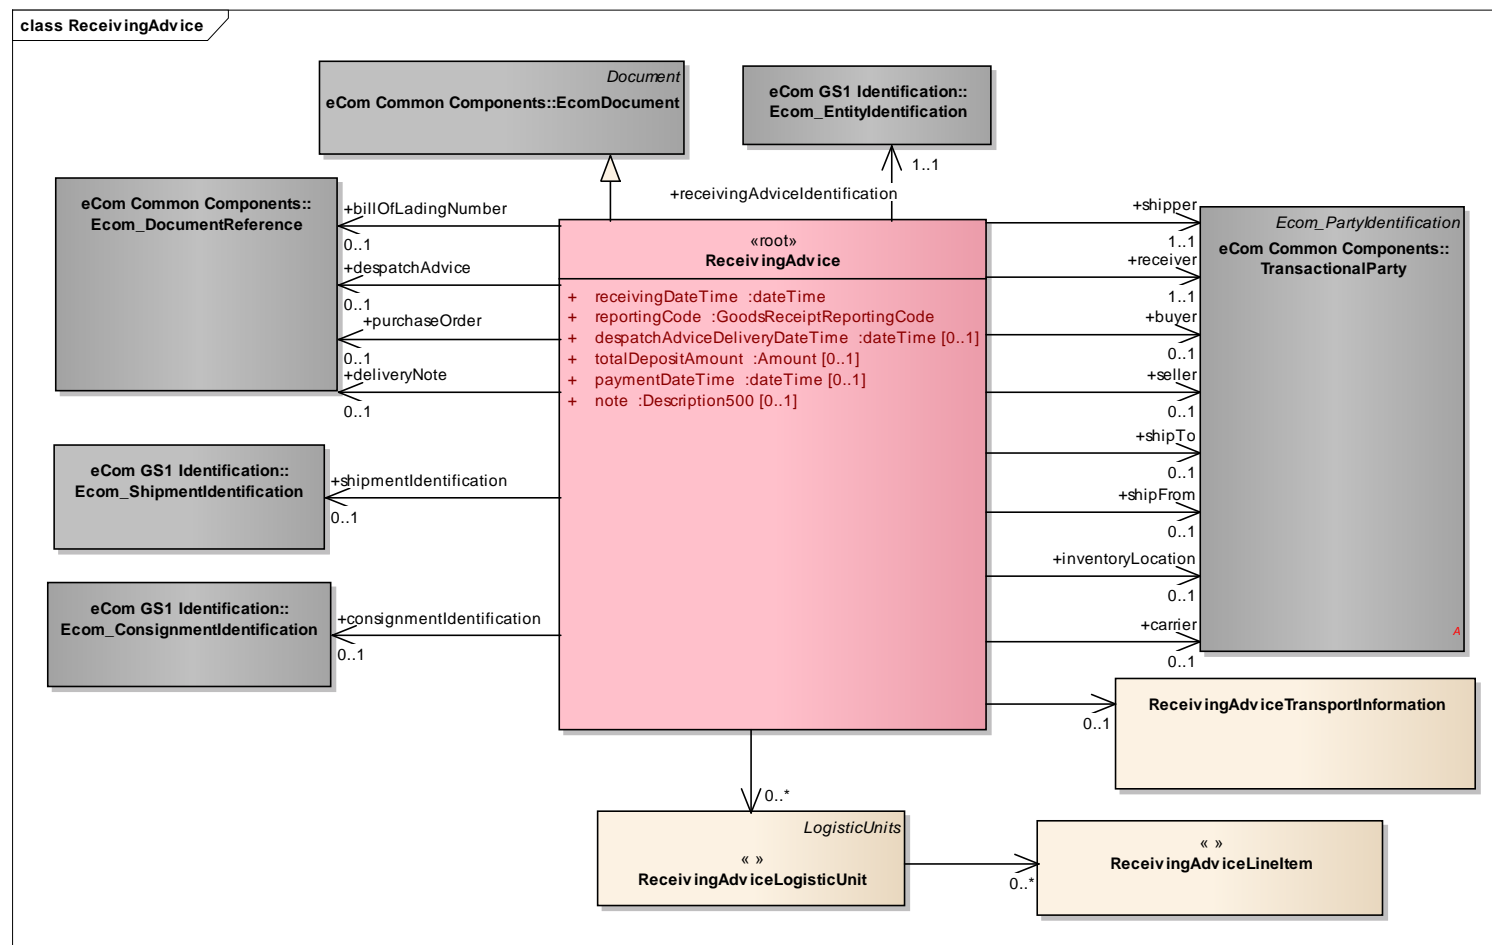 class ReceivingAdvice
Document
eCom Common Components::EcomDocument
eCom GS1 Identification::
Ecom_EntityIdentification
1..1
+receivingAdviceIdentification
eCom Common Components::
Ecom_DocumentReference
+billOfLadingNumber
0..1
+despatchAdvice
0..1
+purchaseOrder
0..1
+deliveryNote
0..1
eCom GS1 Identification::
Ecom_ShipmentIdentification
+shipmentIdentification
0..1
eCom GS1 Identification::
Ecom_ConsignmentIdentification
+consignmentIdentification
0..1
«root»
ReceivingAdvice
+ receivingDateTime :dateTime
+ reportingCode :GoodsReceiptReportingCode
+ despatchAdviceDeliveryDateTime :dateTime [0..1]
+ totalDepositAmount :Amount [0..1]
+ paymentDateTime :dateTime [0..1]
+ note :Description500 [0..1]
+shipper
1..1
+receiver
1..1
+buyer
0..1
+seller
0..1
+shipTo
0..1
+shipFrom
0..1
+inventoryLocation
0..1
+carrier
0..1
Ecom_PartyIdentification
eCom Common Components::
TransactionalParty
A
0..1
ReceivingAdviceTransportInformation
0..*
LogisticUnits
« »
ReceivingAdviceLogisticUnit
0..*
« »
ReceivingAdviceLineItem